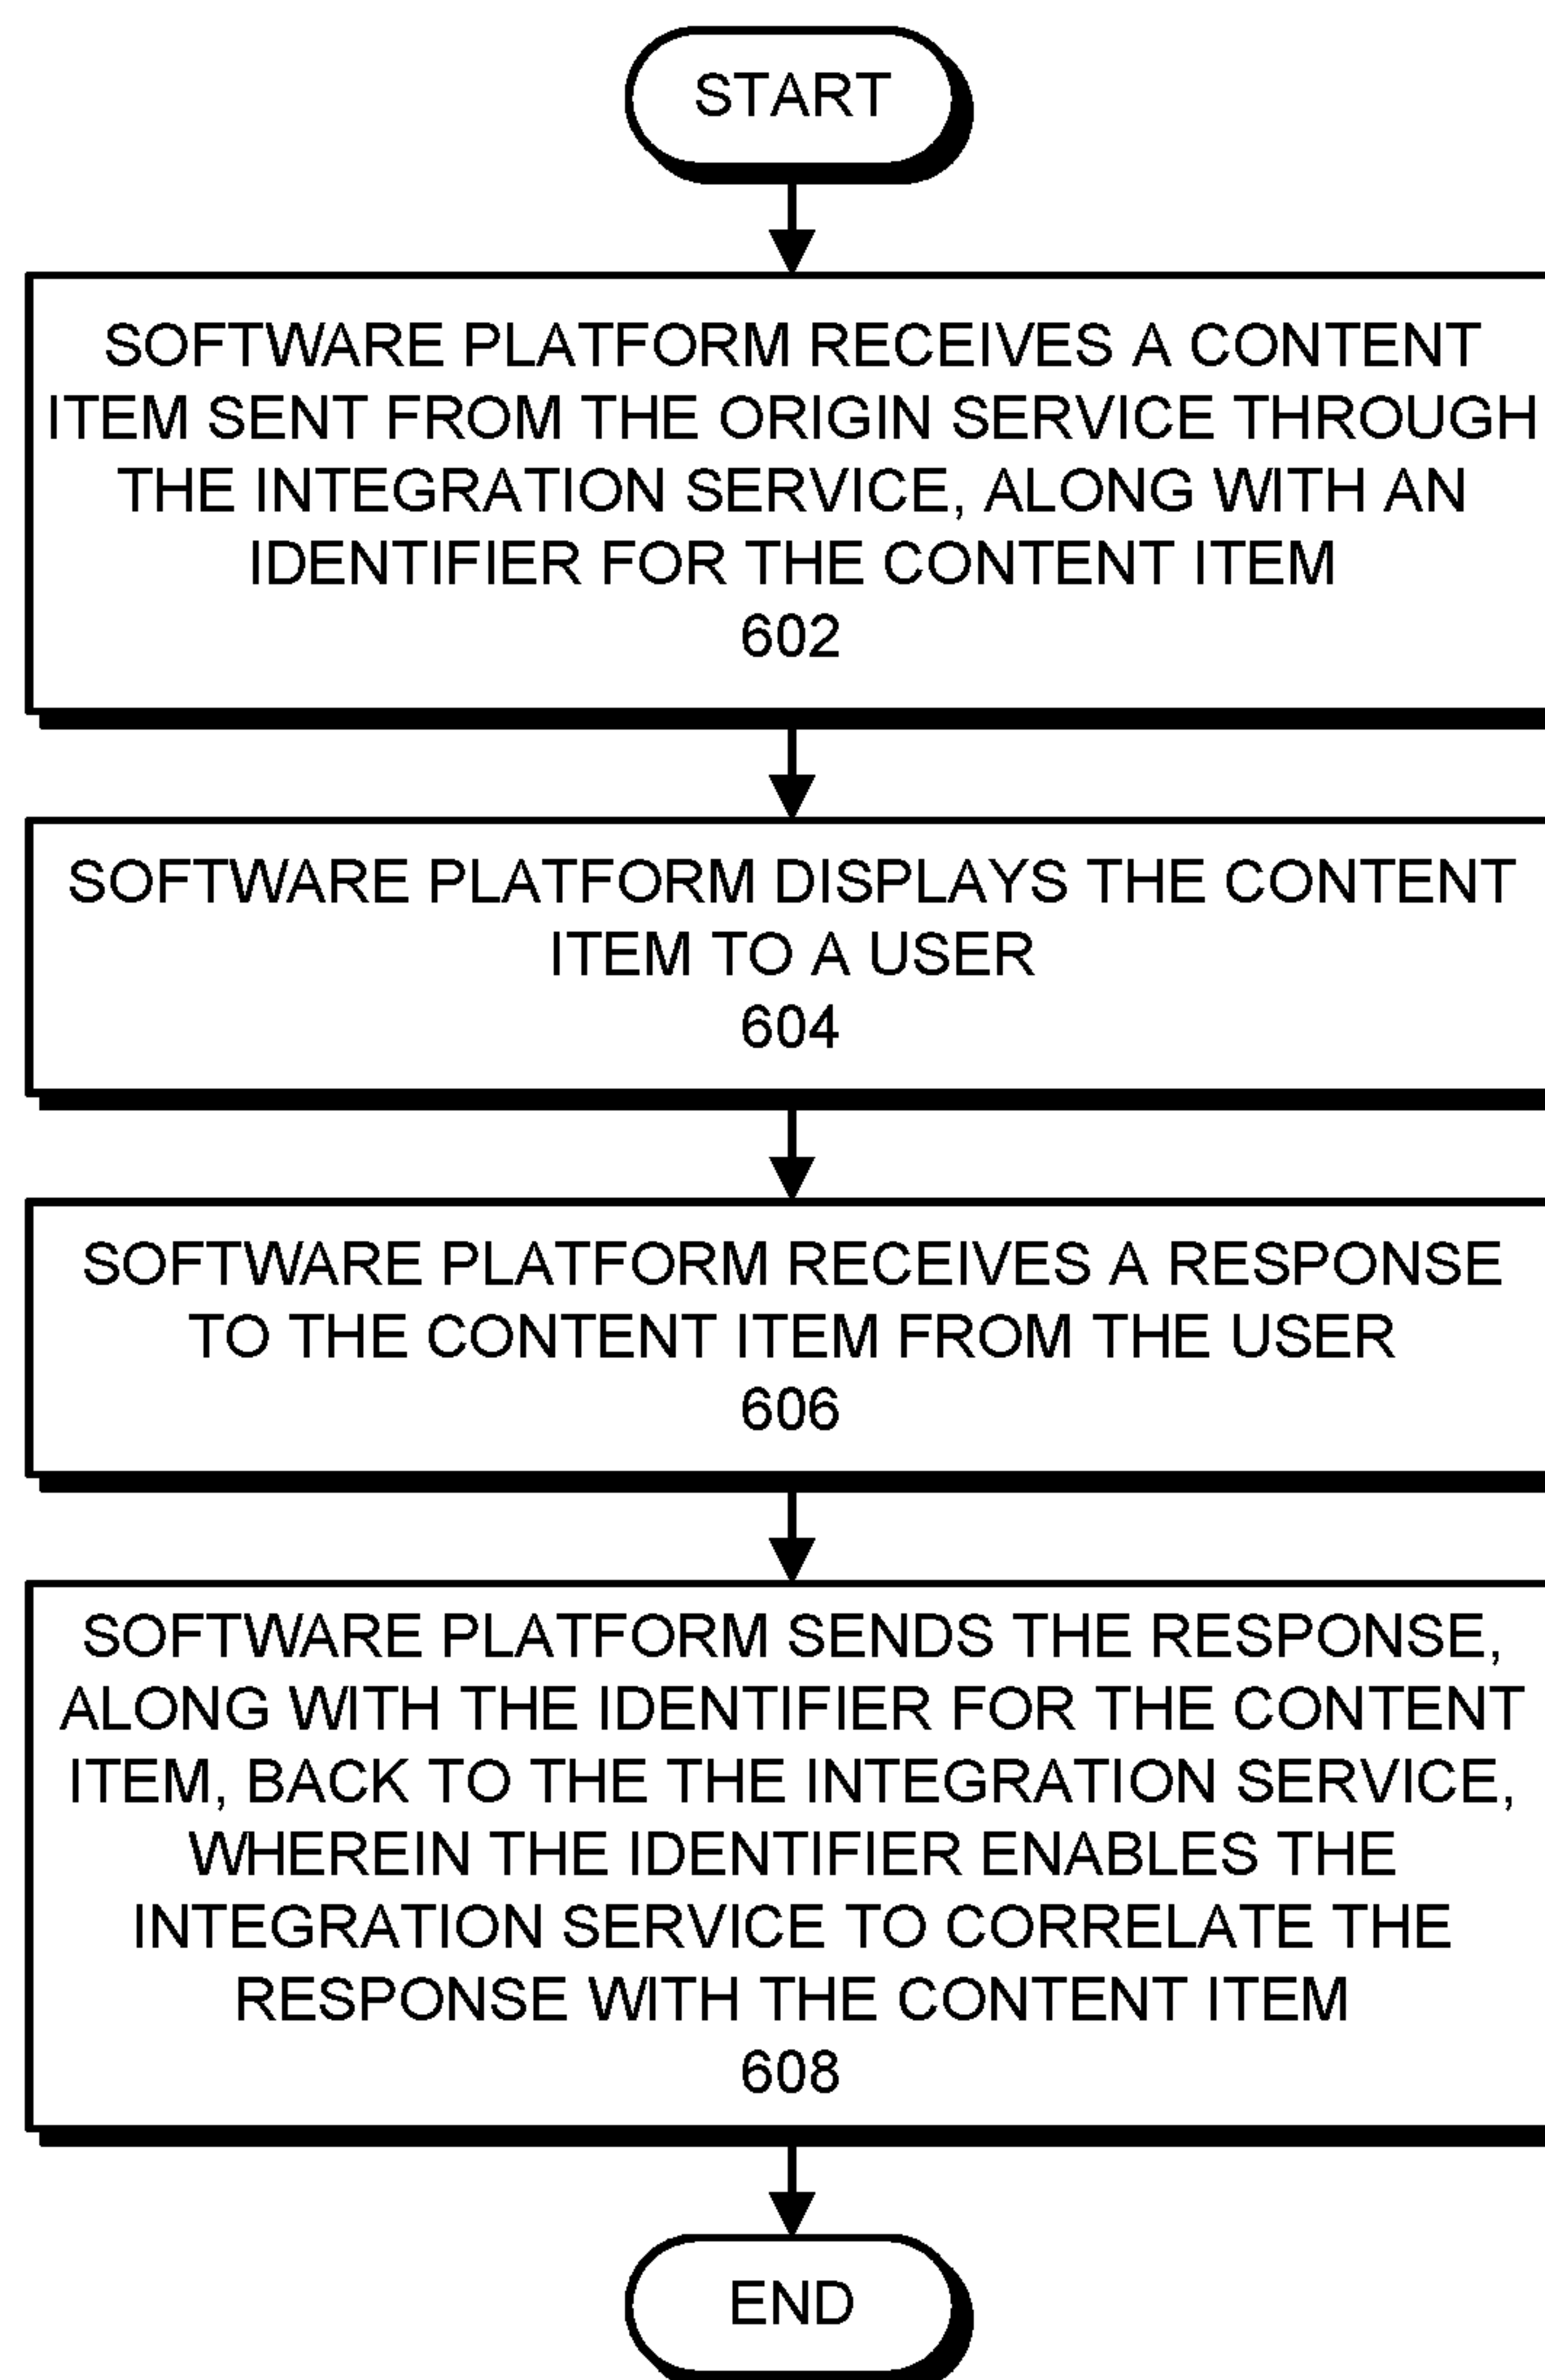 START
SOFTWARE PLATFORM RECEIVES A CONTENT
ITEM SENT FROM THE ORIGIN SERVICE THROUGH
THE INTEGRATION SERVICE, ALONG WITH AN
IDENTIFIER FOR THE CONTENT ITEM
602
SOFTWARE PLATFORM DISPLAYS THE CONTENT
ITEM TO A USER
604
SOFTWARE PLATFORM RECEIVES A RESPONSE
TO THE CONTENT ITEM FROM THE USER
606
SOFTWARE PLATFORM SENDS THE RESPONSE,
ALONG WITH THE IDENTIFIER FOR THE CONTENT
ITEM, BACK TO THE THE INTEGRATION SERVICE,
WHEREIN THE IDENTIFIER ENABLES THE
INTEGRATION SERVICE TO CORRELATE THE
RESPONSE WITH THE CONTENT ITEM
608
END